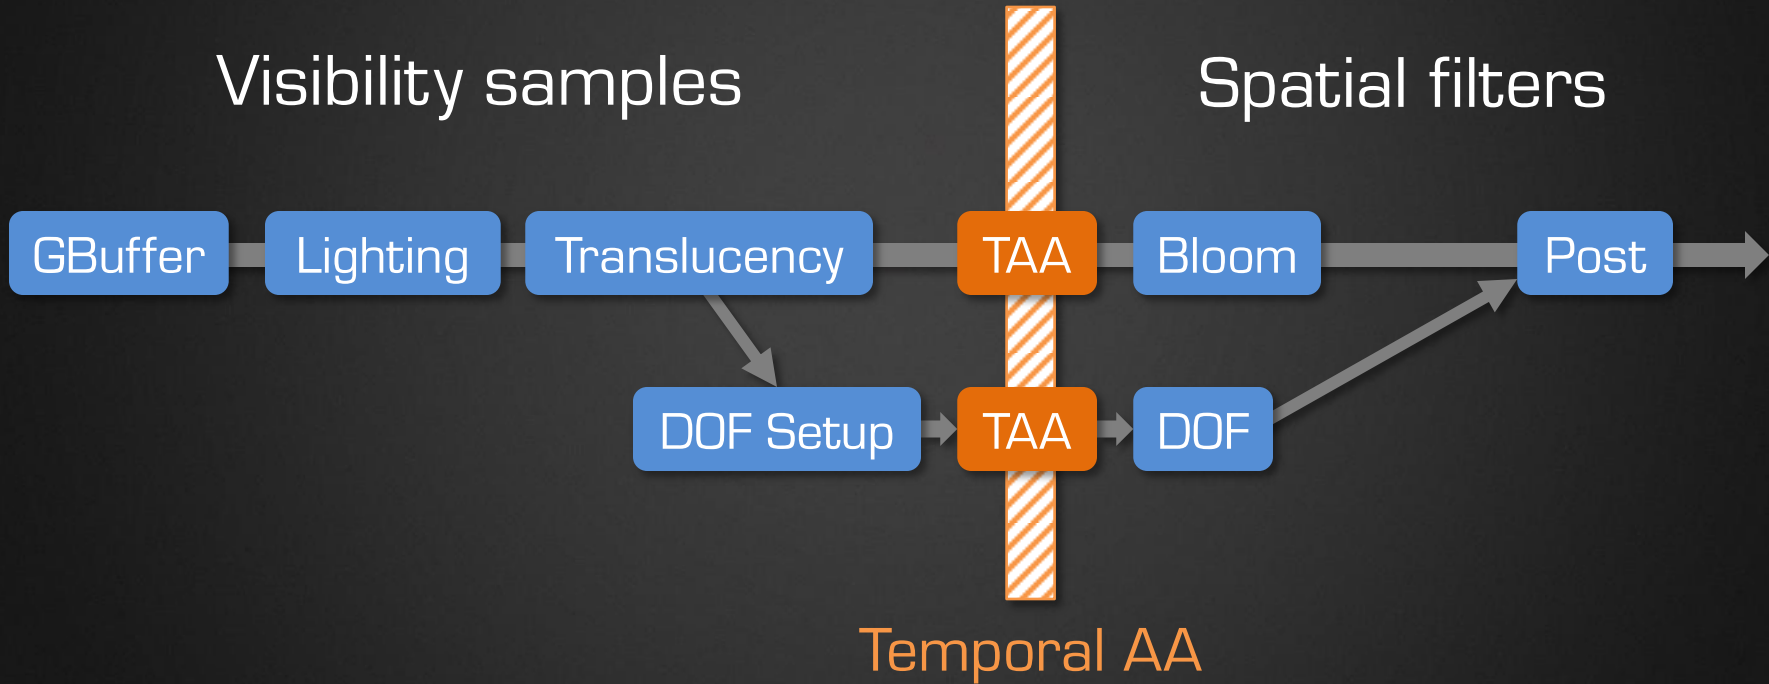 Visibility samples
Spatial filters
GBuffer
Lighting
Translucency
TAA
Bloom
Post
DOF Setup
TAA
DOF
Temporal AA